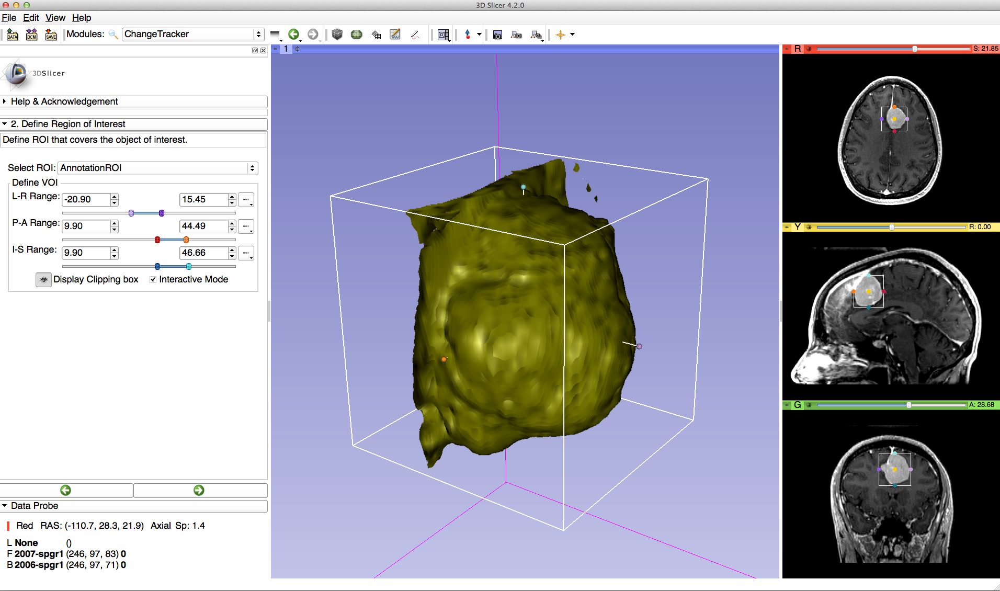 3D Slicer 4.2.0
File Edit View Help
DATA DCM SAVE Modules: ChangeTracker
3DSlicer
Help & Acknowledgement
2. Define Region of Interest
Define ROI that covers the object of interest.
Select ROI: AnnotationROI
Define VOI
L-R Range: -20.90 15.45
P-A Range: 9.90 44.49
I-S Range: 9.90 46.66
Display Clipping box Interactive Mode
Data Probe
Red RAS: (-110.7, 28.3, 21.9) Axial Sp: 1.4
L None ()
F 2007-spgr1 (246, 97, 83) 0
B 2006-spgr1 (246, 97, 71) 0
1
R S: 21.85
Y R: 0.00
G A: 28.68